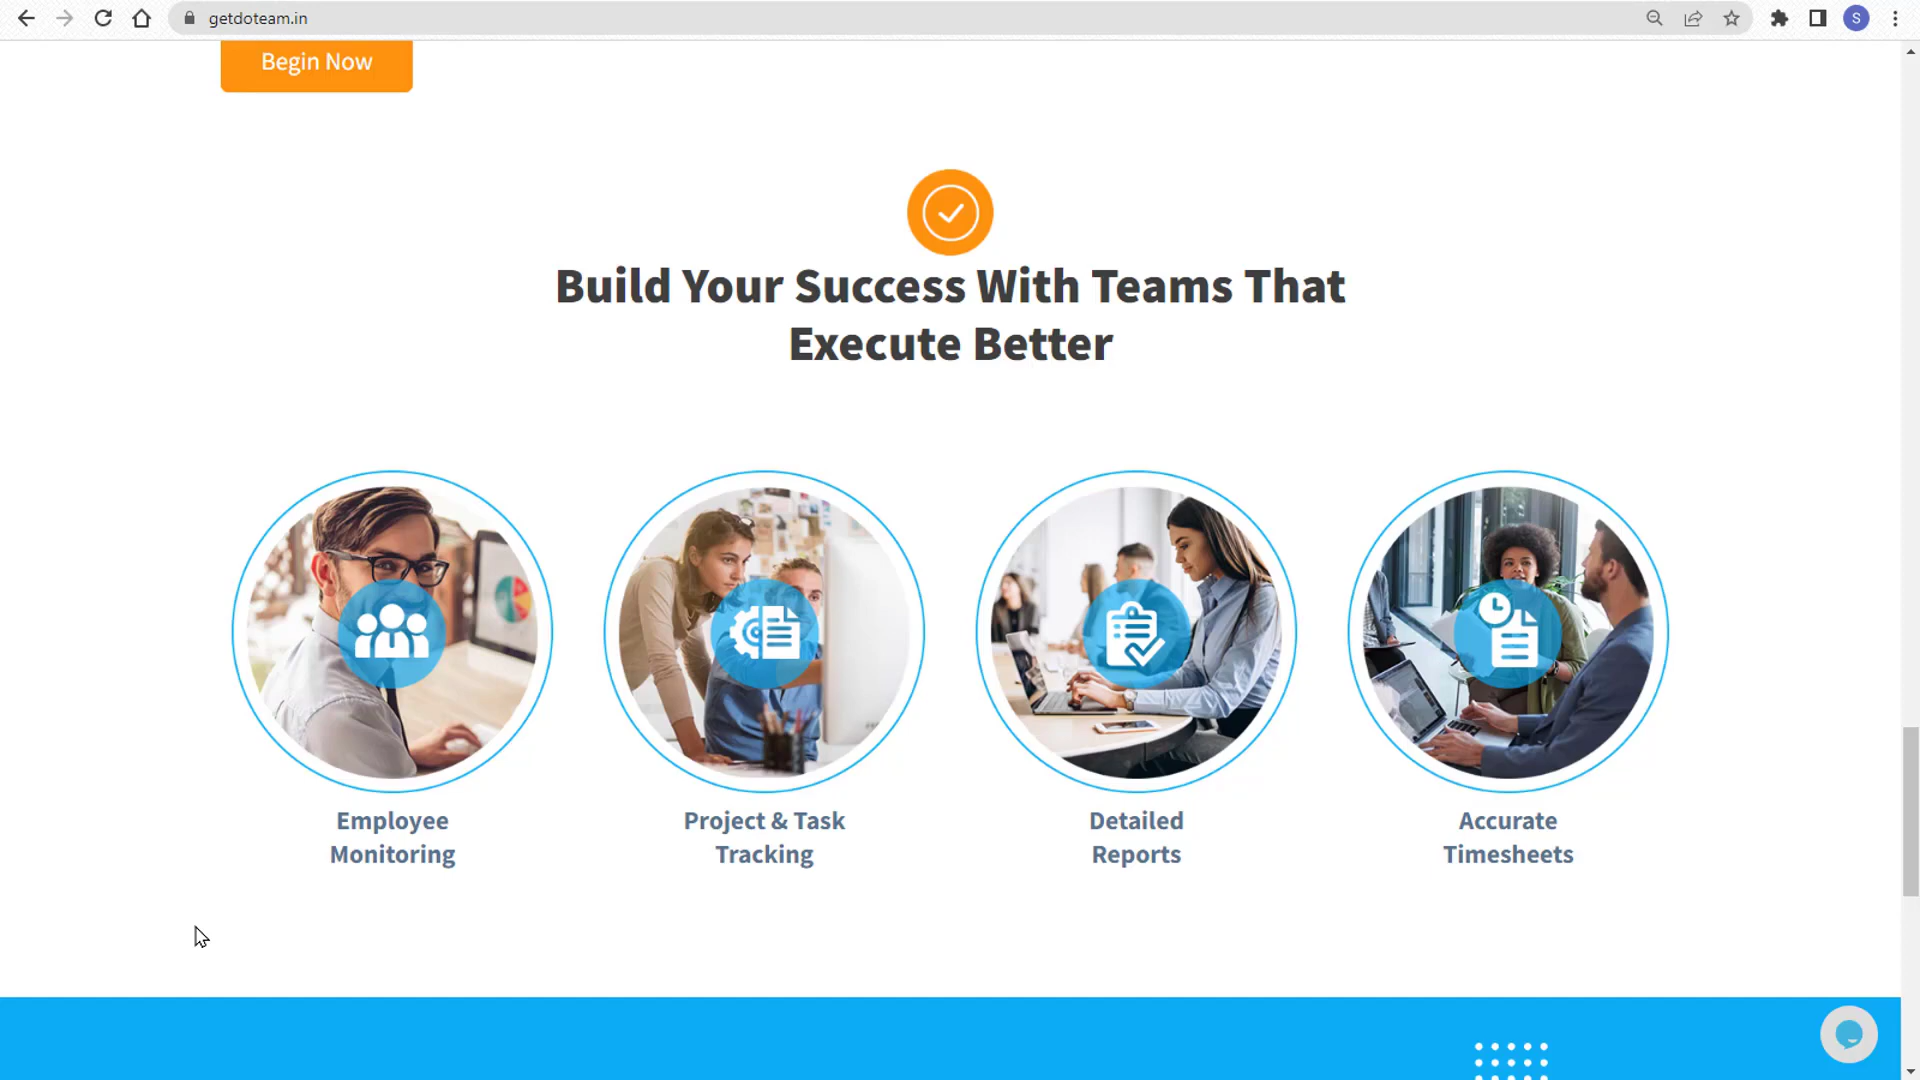 getdoteam.in
S
Begin Now
Build Your Success With Teams That
Execute Better
Employee
Monitoring
Project & Task
Tracking
Detailed
Reports
Accurate
Timesheets